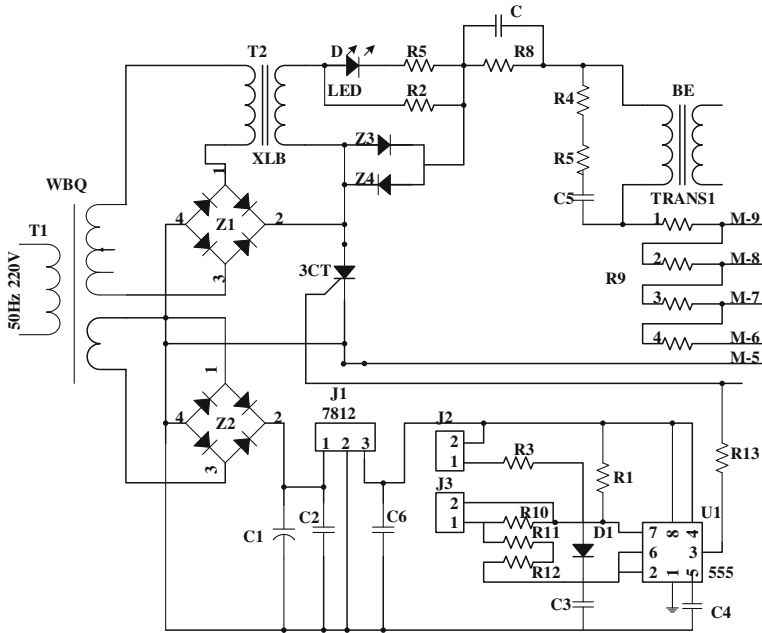 C
T2
D
R5
R8
LED
R2
R4
BE
XLB
Z3
R5
WBQ
1
Z4
C5
TRANS1
T1
4
Z1
2
1
M-9
50Hz 220V
2
M-8
3
3CT
R9
3
M-7
4
M-6
M-5
1
J1
7812
4
Z2
2
J2
1 2 3
2
1
R3
R13
3
J3
R1
2
U1
C1
C2
C6
1
R10
D1
7
8
4
R11
6
3
R12
2
1
5
555
C3
C4